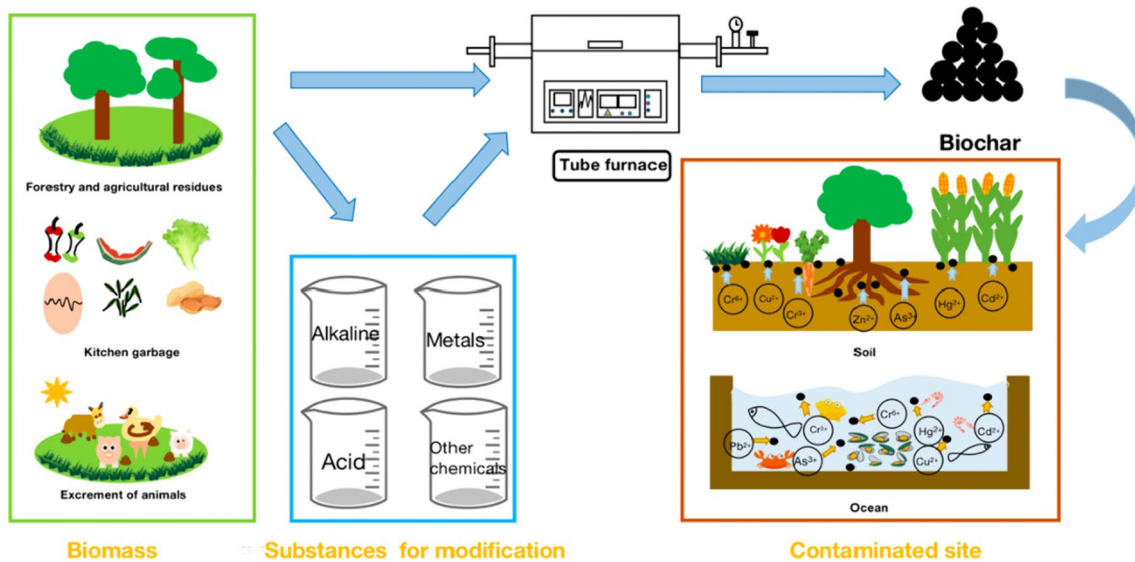 Forestry and agricultural residues
Kitchen garbage
Excrement of animals
Biomass
Alkaline
Metals
Acid
Other
chemicals
Substances for modification
Tube furnace
Biochar
Cr6+
Cu2+
Cr3+
Zn2+
As3+
Hg2+
Cd2+
Soil
Pb2+
Cr3+
As3+
Cr6+
Hg2+
Cu2+
Cd2+
Ocean
Contaminated site